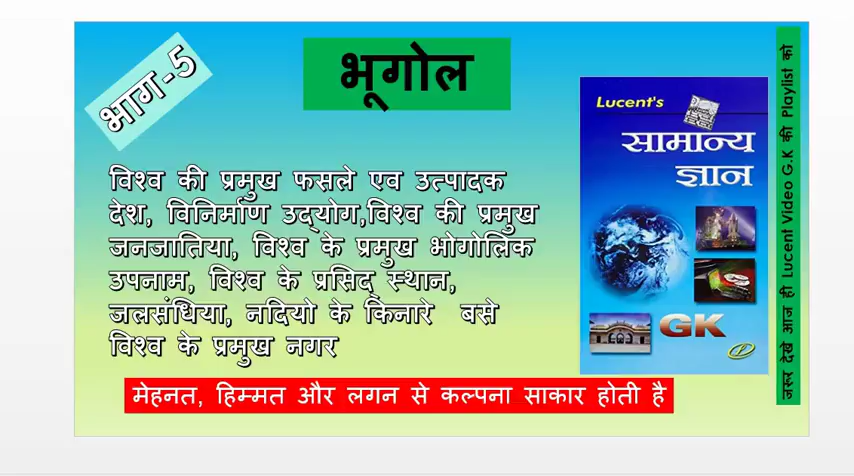 भाग-5
भूगोल
Lucent's
सामान्य
ज्ञान
GK
विश्व की प्रमुख फसले एव उत्पादक
देश, विनिर्माण उद्योग,विश्व की प्रमुख
जनजातिया, विश्व के प्रमुख भोगोलिक
उपनाम, विश्व के प्रसिद् स्थान,
जलसंधिया, नदियो के किनारे बसे
विश्व के प्रमुख नगर
मेहनत, हिम्मत और लगन से कल्पना साकार होती है
जरूर देखे आज ही Lucent Video G.K की Playlist को